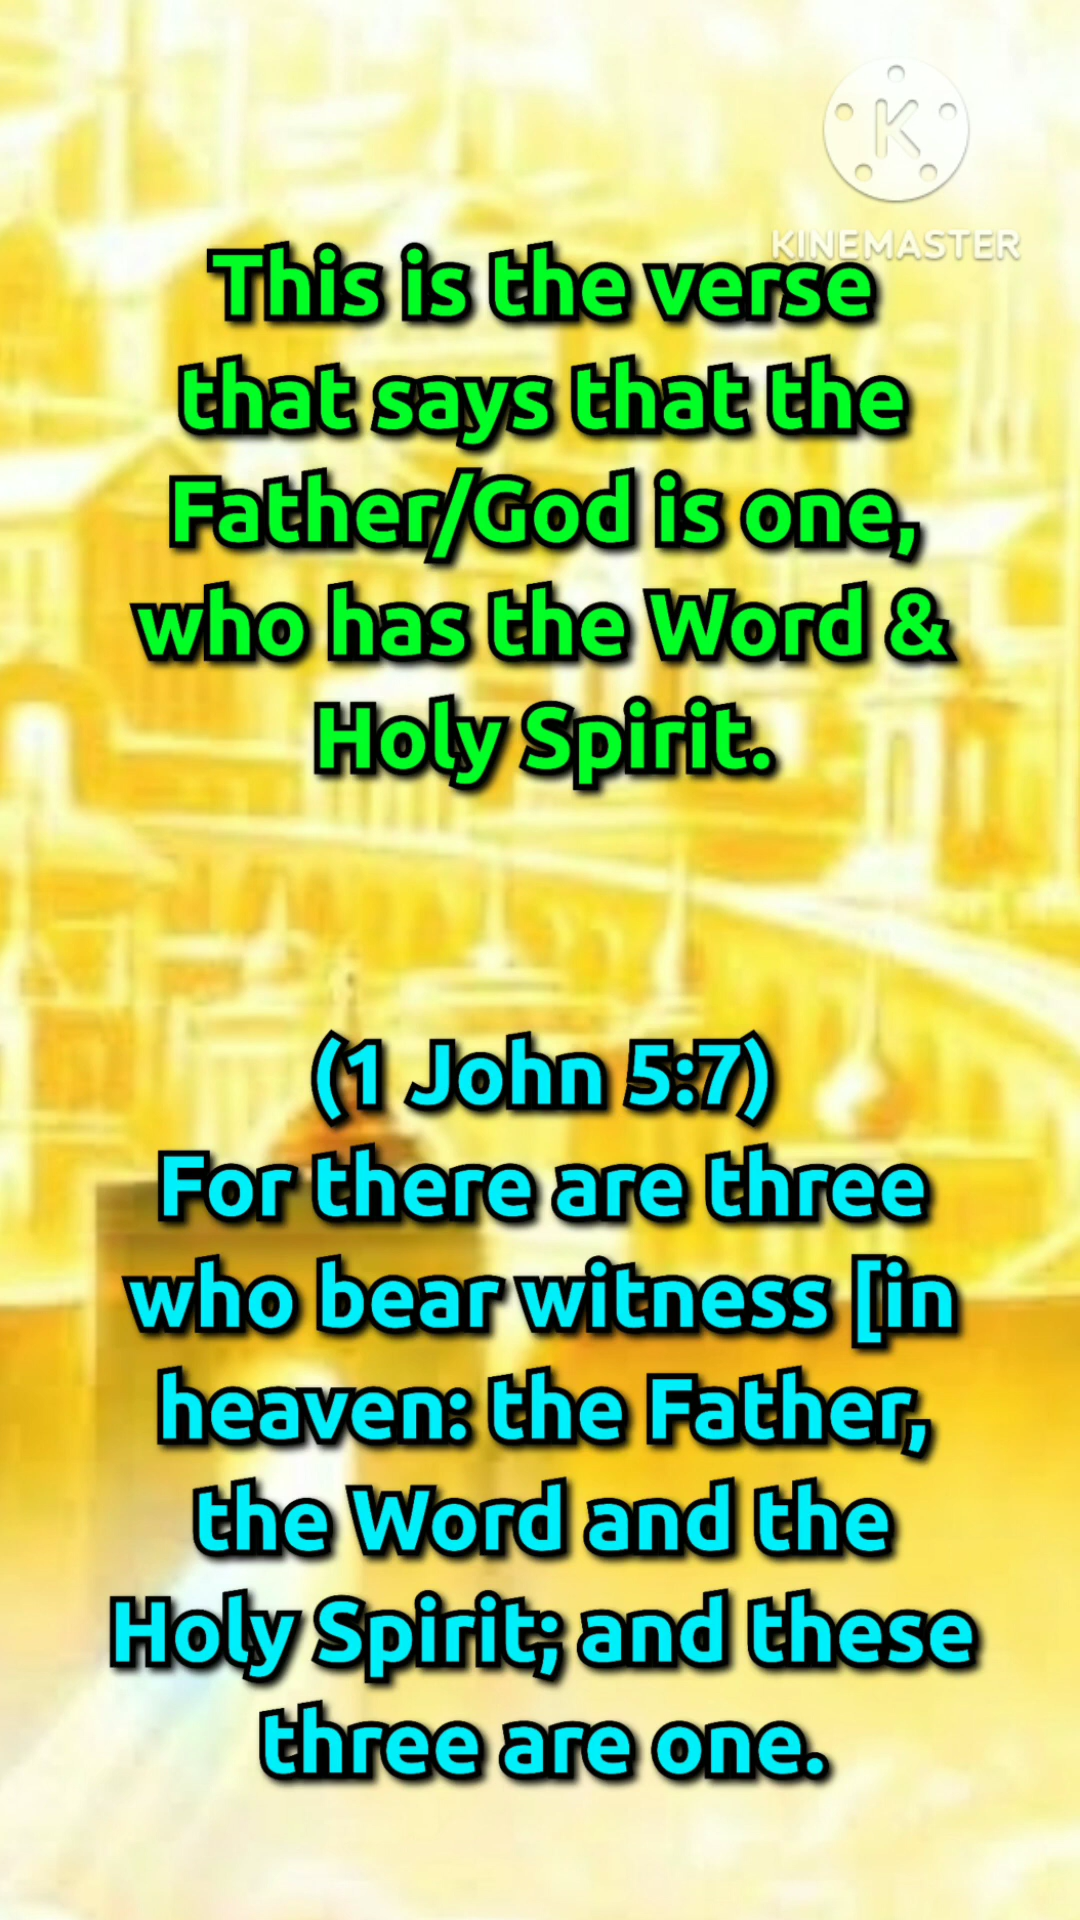 K
KINEMASTER
This is the verse
that says that the
Father/God is one,
who has the Word &
Holy Spirit.
(1 John 5:7)
For there are three
who bear witness [in
heaven: the Father,
the Word and the
Holy Spirit; and these
three are one.